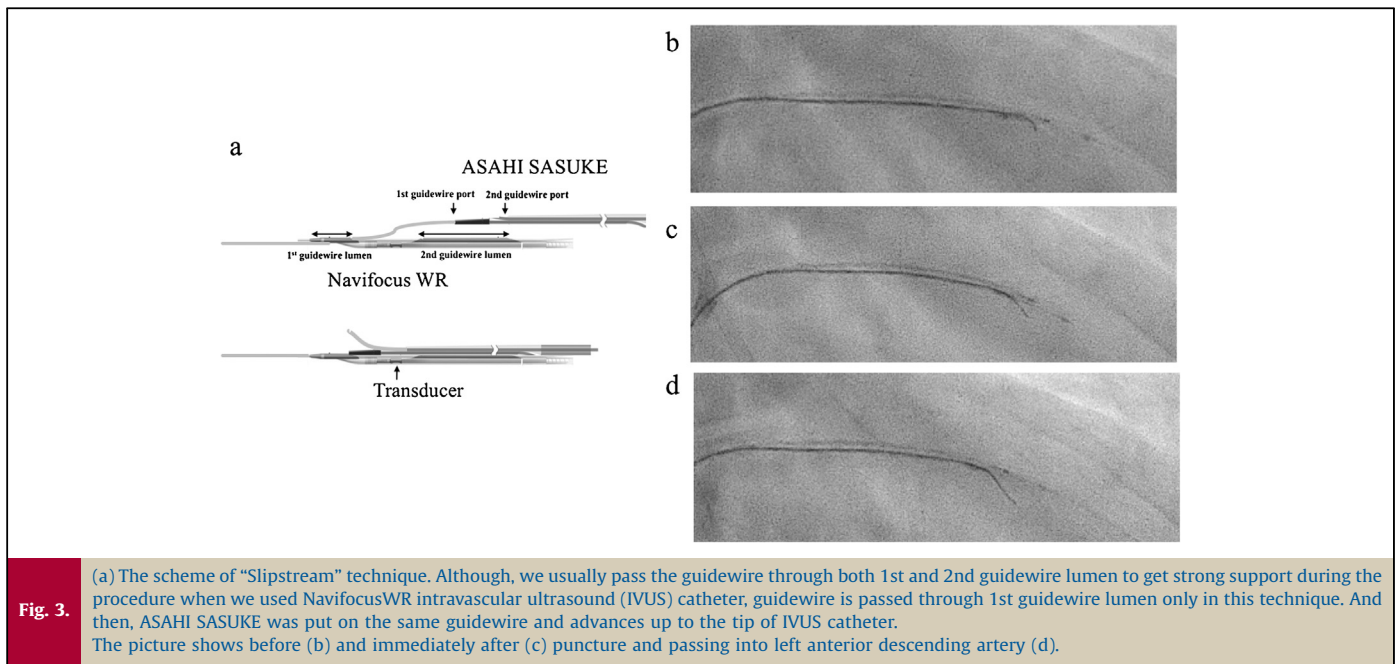 a
ASAHI SASUKE
1st guidewire port
2nd guidewire port
1st guidewire lumen
2nd guidewire lumen
Navifocus WR
Transducer
b
c
d
Fig. 3.
(a) The scheme of “Slipstream” technique. Although, we usually pass the guidewire through both 1st and 2nd guidewire lumen to get strong support during the
procedure when we used NavifocusWR intravascular ultrasound (IVUS) catheter, guidewire is passed through 1st guidewire lumen only in this technique. And
then, ASAHI SASUKE was put on the same guidewire and advances up to the tip of IVUS catheter.
The picture shows before (b) and immediately after (c) puncture and passing into left anterior descending artery (d).